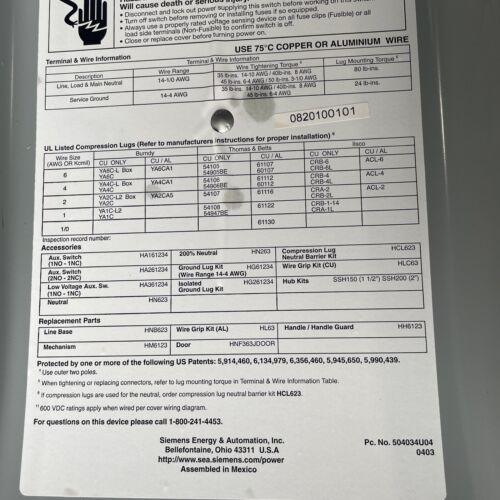 Will cause death or serious injury
• Disconnect and lock out power supplying this switch before working on this switch.
• Turn off switch before removing or installing fuses if so equipped.
• Always use a properly rated voltage sensing device on all fuse clips (Fusible) or all
load side terminals (Non-Fusible) to confirm switch is off.
• Close or replace cover before turning power on.
USE 75°C COPPER OR ALUMINIUM WIRE
Terminal & Wire Information
Terminal & Wire Information
Description Wire Range Wire Tightening Torque Lug Mounting Torque
Line, Load & Main Neutral 14-1/0 AWG 35 lb-ins. 14-10 AWG / 40lb-ins. 8 AWG 80 lb-ins.
45 lb-ins. 6-4 AWG / 50 lb-ins. 3-1/0 AWG
Service Ground 14-4 AWG 35 lb-ins. 14-10 AWG / 40lb-ins. 8 AWG 24 lb-ins.
45 lb-ins. 6-4 AWG
0820100101
UL Listed Compression Lugs (Refer to manufacturers instructions for proper installation)
Wire Size Burndy Thomas & Betts Ilsco
(AWG OR Kcmil) CU ONLY CU / AL CU ONLY CU / AL CU ONLY CU / AL
6 YA6C-L Box YA6CA1 54105 61107 CRB-6 ACL-6
YA6C 54905BE 60107 CRB-6L
4 YA4C-L Box YA4CA1 54106 61112 CRB-4 ACL-4
YA4C 54906BE 60112 CRB-4L
2 YA2C-L2 Box YA2CA5 54107 61116 CRA-2 ACL-2
YA2C CRA-2L
1 YA1C-L2 54108 61122 CRB-1-14
YA1C 54947BE CRA-1L
1/0 61130
Inspection record number:
Accessories
Aux. Switch HA161234 200% Neutral HN263 Compression Lug HCL623
(1NO - 1NC) Neutral Barrier Kit
Aux. Switch HA261234 Ground Lug Kit HG61234 Wire Grip Kit (CU) HLC63
(2NO - 2NC) (Wire Range 14-4 AWG)
Low Voltage Aux. Sw. HA361234 Isolated HG261234 Hub Kits SSH150 (1 1/2") SSH200 (2")
(1NO - 1NC) Ground Lug Kit
Neutral HN623
Replacement Parts
Line Base HNB623 Wire Grip Kit (AL) HL63 Handle / Handle Guard HH6123
Mechanism HM6123 Door HNF363JDOOR
Protected by one or more of the following US Patents: 5,914,460, 6,134,979, 6,356,460, 5,945,650, 5,990,439.
Use outer two poles.
When tightening or replacing connectors, refer to lug mounting torque in Terminal & Wire Information Table.
If compression lugs are used for the neutral, order compression lug neutral barrier kit HCL623.
600 VDC ratings apply when wired per cover wiring diagram.
For questions on this device please call 1-800-241-4453.
Siemens Energy & Automation, Inc. Pc. No. 504034U04
Bellefontaine, Ohio 43311 U.S.A 0403
http://www.sea.siemens.com/power
Assembled in Mexico